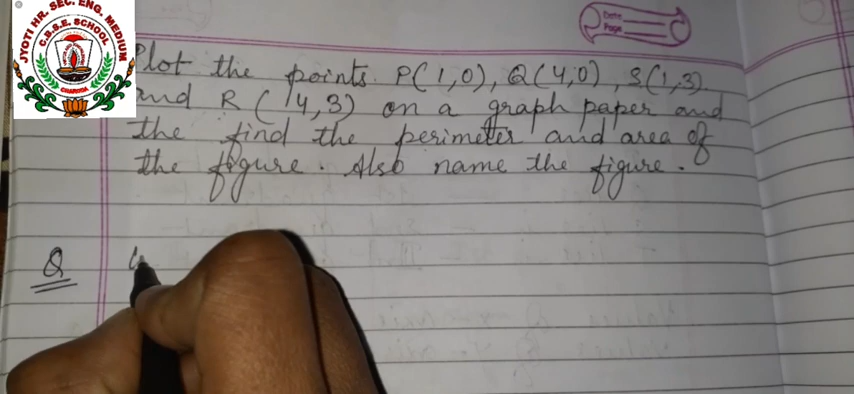 JYOTI HR. SEC. ENG. MEDIUM
C.B.S.E. SCHOOL
CHARODA
Date
Page
Plot the points P(1,0), Q(4,0), S(1,3)
and R(4,3) on a graph paper and
the find the perimeter and area of
the figure. Also name the figure.
Q